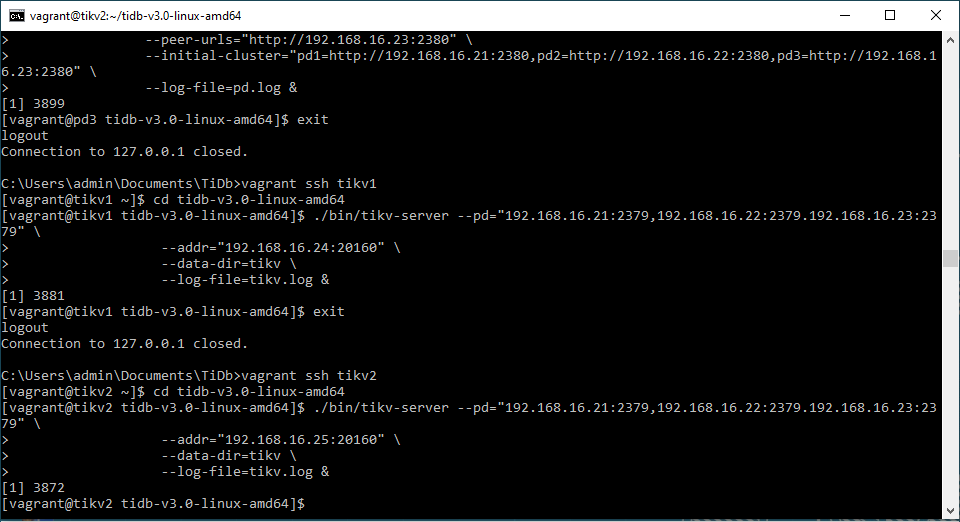 vagrant@tikv2:~/tidb-v3.0-linux-amd64
>                 --peer-urls="http://192.168.16.23:2380" \
>                 --initial-cluster="pd1=http://192.168.16.21:2380,pd2=http://192.168.16.22:2380,pd3=http://192.168.1
6.23:2380" \
>                 --log-file=pd.log &
[1] 3899
[vagrant@pd3 tidb-v3.0-linux-amd64]$ exit
logout
Connection to 127.0.0.1 closed.
C:\Users\admin\Documents\TiDb>vagrant ssh tikv1
[vagrant@tikv1 ~]$ cd tidb-v3.0-linux-amd64
[vagrant@tikv1 tidb-v3.0-linux-amd64]$ ./bin/tikv-server --pd="192.168.16.21:2379,192.168.16.22:2379.192.168.16.23:23
79" \
>                   --addr="192.168.16.24:20160" \
>                   --data-dir=tikv \
>                   --log-file=tikv.log &
[1] 3881
[vagrant@tikv1 tidb-v3.0-linux-amd64]$ exit
logout
Connection to 127.0.0.1 closed.
C:\Users\admin\Documents\TiDb>vagrant ssh tikv2
[vagrant@tikv2 ~]$ cd tidb-v3.0-linux-amd64
[vagrant@tikv2 tidb-v3.0-linux-amd64]$ ./bin/tikv-server --pd="192.168.16.21:2379,192.168.16.22:2379.192.168.16.23:23
79" \
>                   --addr="192.168.16.25:20160" \
>                   --data-dir=tikv \
>                   --log-file=tikv.log &
[1] 3872
[vagrant@tikv2 tidb-v3.0-linux-amd64]$